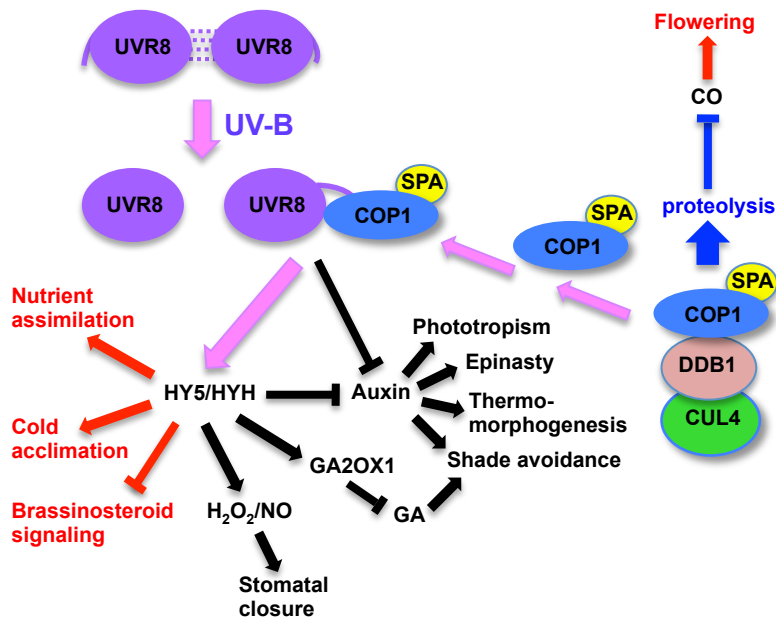 UVR8
UVR8
Flowering
CO
UV-B
UVR8
UVR8
SPA
COP1
SPA
COP1
proteolysis
SPA
COP1
DDB1
CUL4
Nutrient
assimilation
Phototropism
Epinasty
HY5/HYH
Auxin
Thermo-
morphogenesis
Cold
acclimation
GA2OX1
Shade avoidance
Brassinosteroid
signaling
H₂O₂/NO
GA
Stomatal
closure